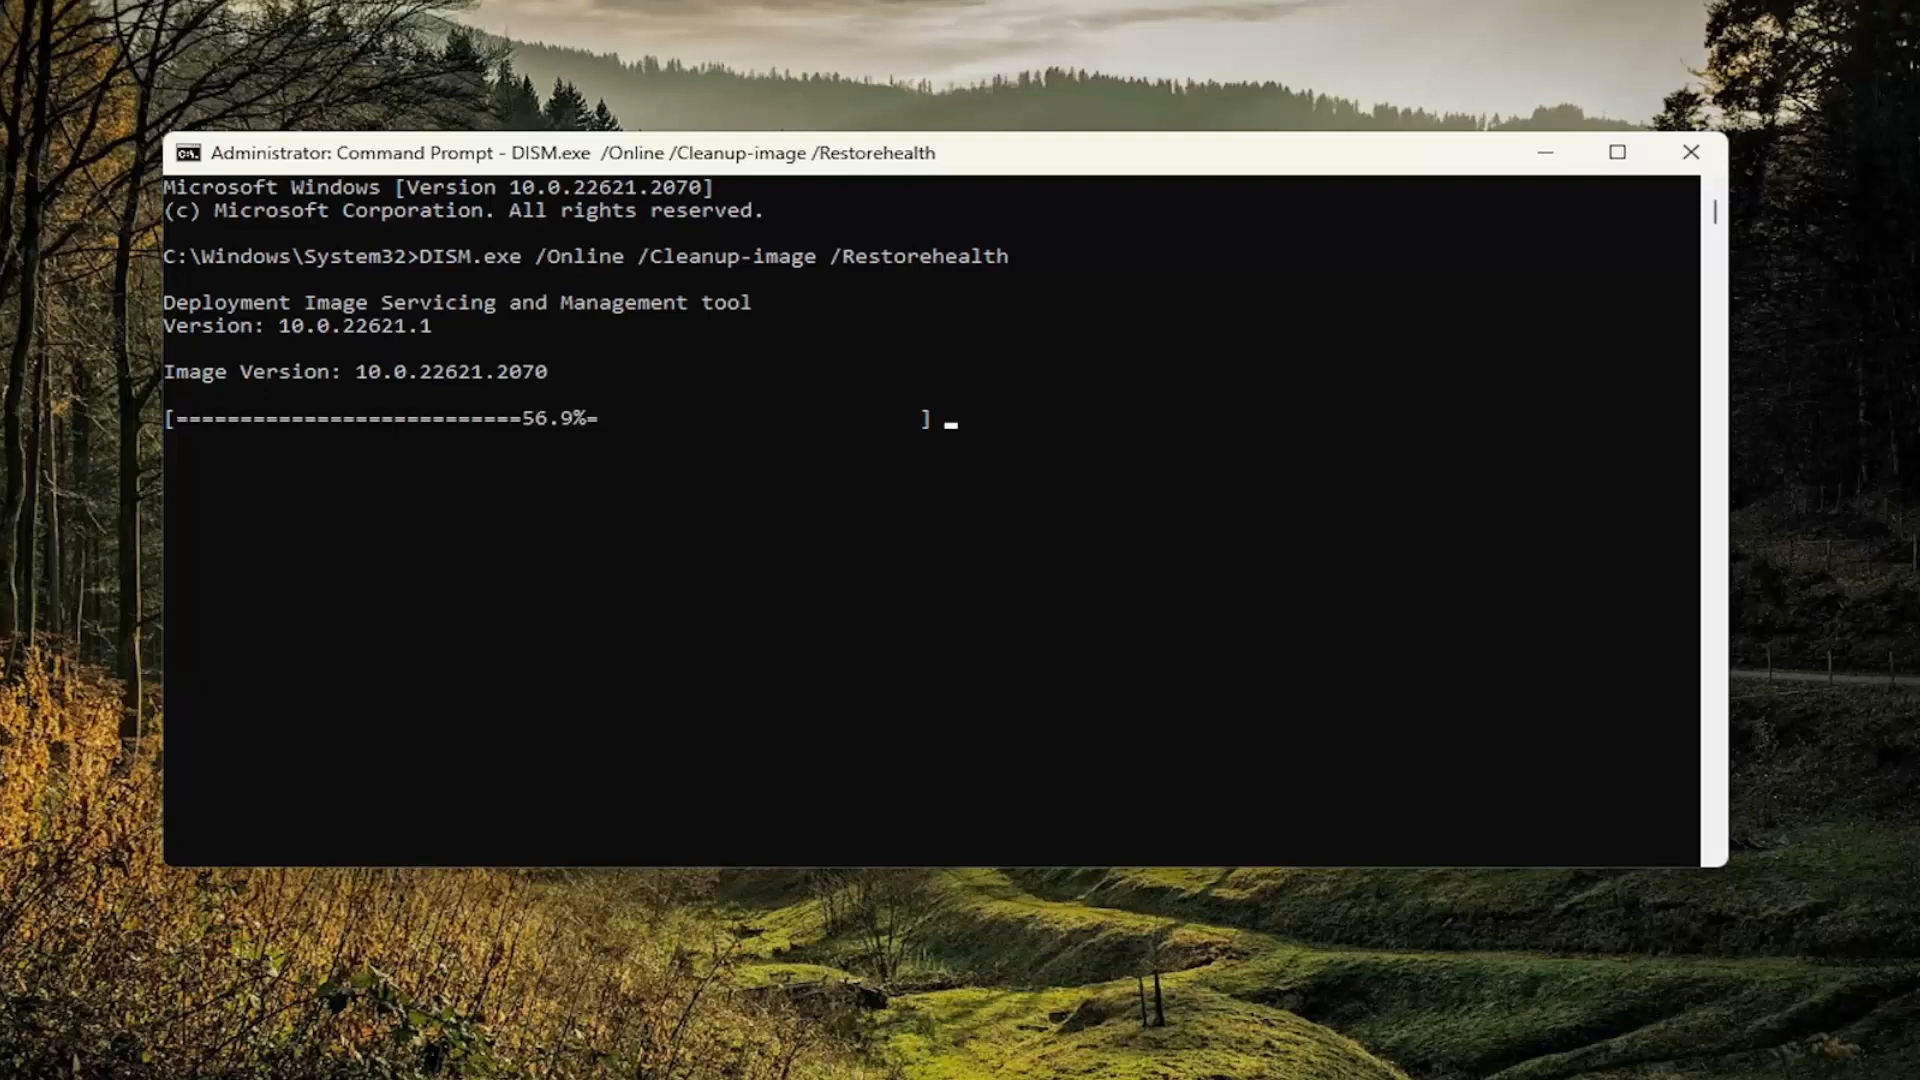 Administrator: Command Prompt - DISM.exe  /Online /Cleanup-image /Restorehealth
Microsoft Windows [Version 10.0.22621.2070]
(c) Microsoft Corporation. All rights reserved.
C:\Windows\System32>DISM.exe /Online /Cleanup-image /Restorehealth
Deployment Image Servicing and Management tool
Version: 10.0.22621.1
Image Version: 10.0.22621.2070
[===========================56.9%=                          ]